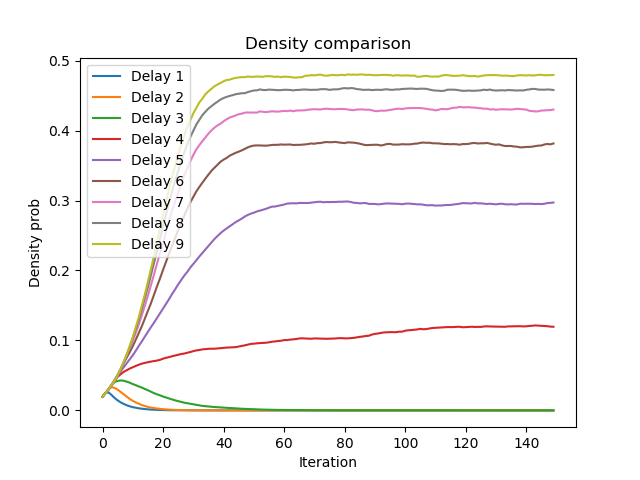 Density comparison
Density prob
0.5
0.4
0.3
0.2
0.1
0.0
Delay 1
Delay 2
Delay 3
Delay 4
Delay 5
Delay 6
Delay 7
Delay 8
Delay 9
0 20 40 60 80 100 120 140
Iteration